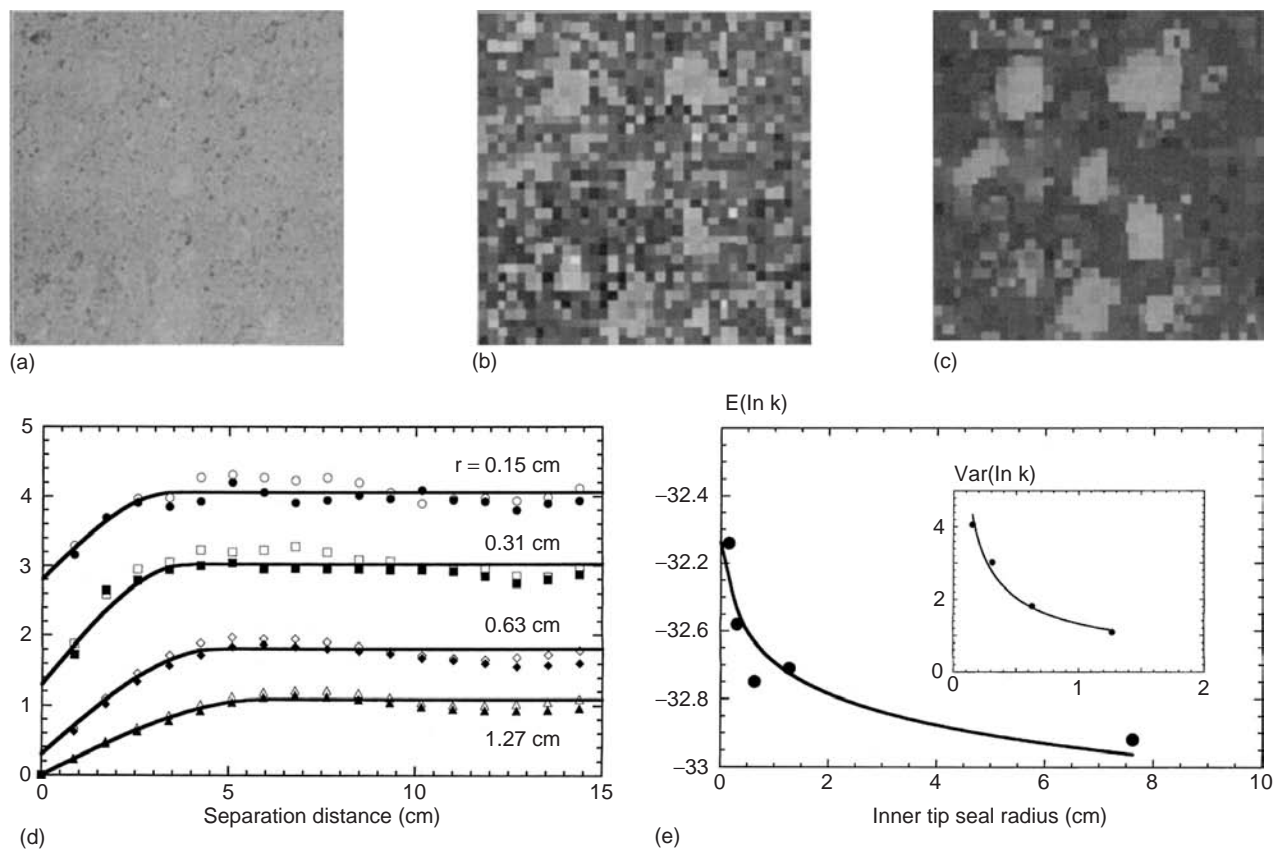 (a)
(b)
(c)
5
4
3
2
1
0
r = 0.15 cm
0.31 cm
0.63 cm
1.27 cm
0
5
10
15
Separation distance (cm)
(d)
E(In k)
−32.4
−32.2
−32.6
−32.8
−33
Var(In k)
4
2
0
0
1
2
0
2
4
6
8
10
Inner tip seal radius (cm)
(e)